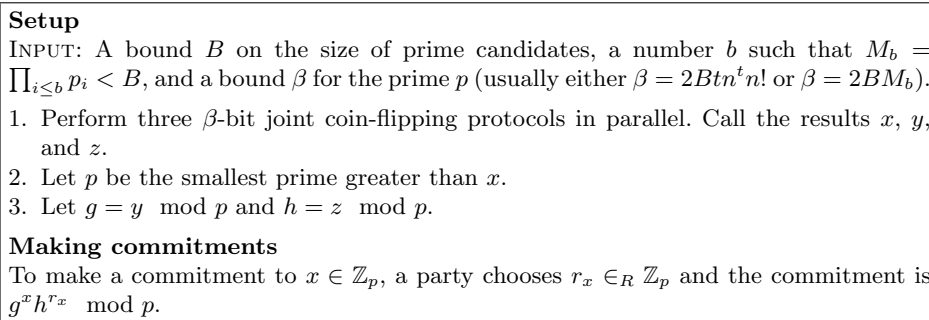 Setup
INPUT: A bound B on the size of prime candidates, a number b such that M_b =
∏_{i≤b} p_i < B, and a bound β for the prime p (usually either β = 2Btn^t n! or β = 2BM_b).
1. Perform three β-bit joint coin-flipping protocols in parallel. Call the results x, y,
and z.
2. Let p be the smallest prime greater than x.
3. Let g = y mod p and h = z mod p.
Making commitments
To make a commitment to x ∈ ℤ_p, a party chooses r_x ∈_R ℤ_p and the commitment is
g^x h^{r_x} mod p.